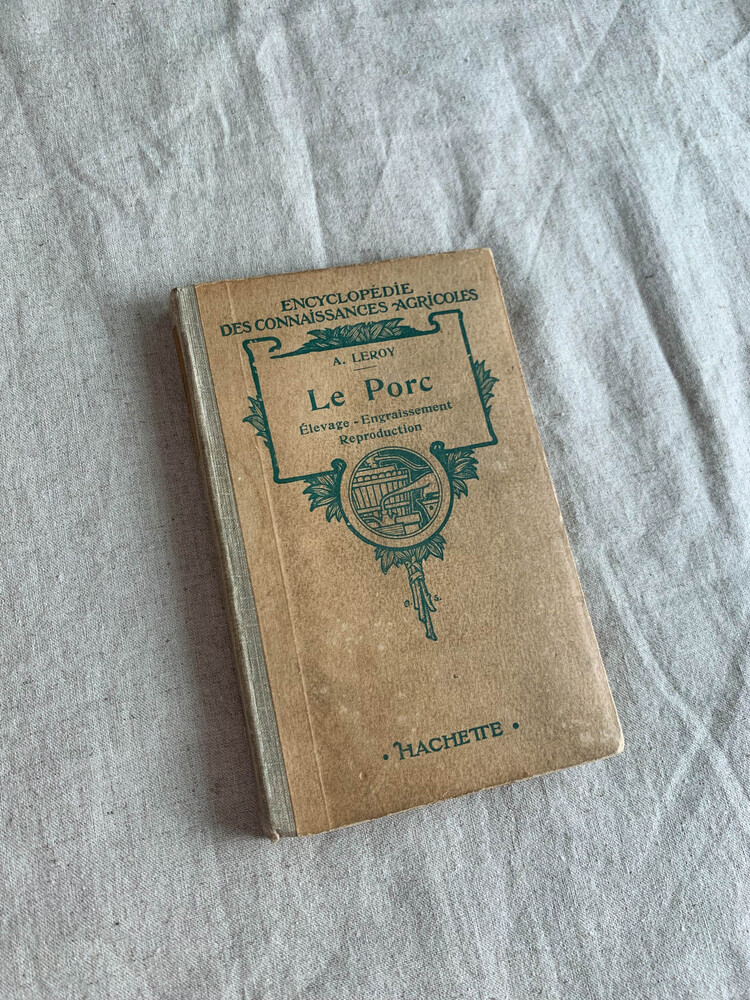 ENCYCLOPÉDIE
DES CONNAISSANCES AGRICOLES
A. LEROY
Le Porc
Élevage - Engraissement
Reproduction
• HACHETTE •